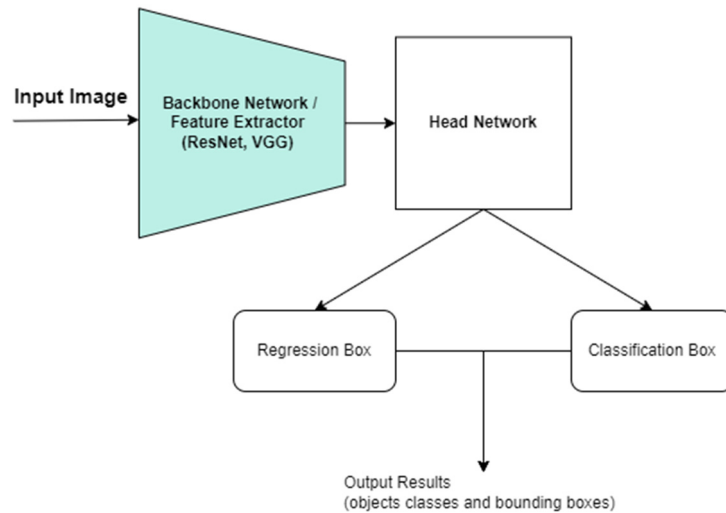 Input Image
Backbone Network /
Feature Extractor
(ResNet, VGG)
Head Network
Regression Box
Classification Box
Output Results
(objects classes and bounding boxes)